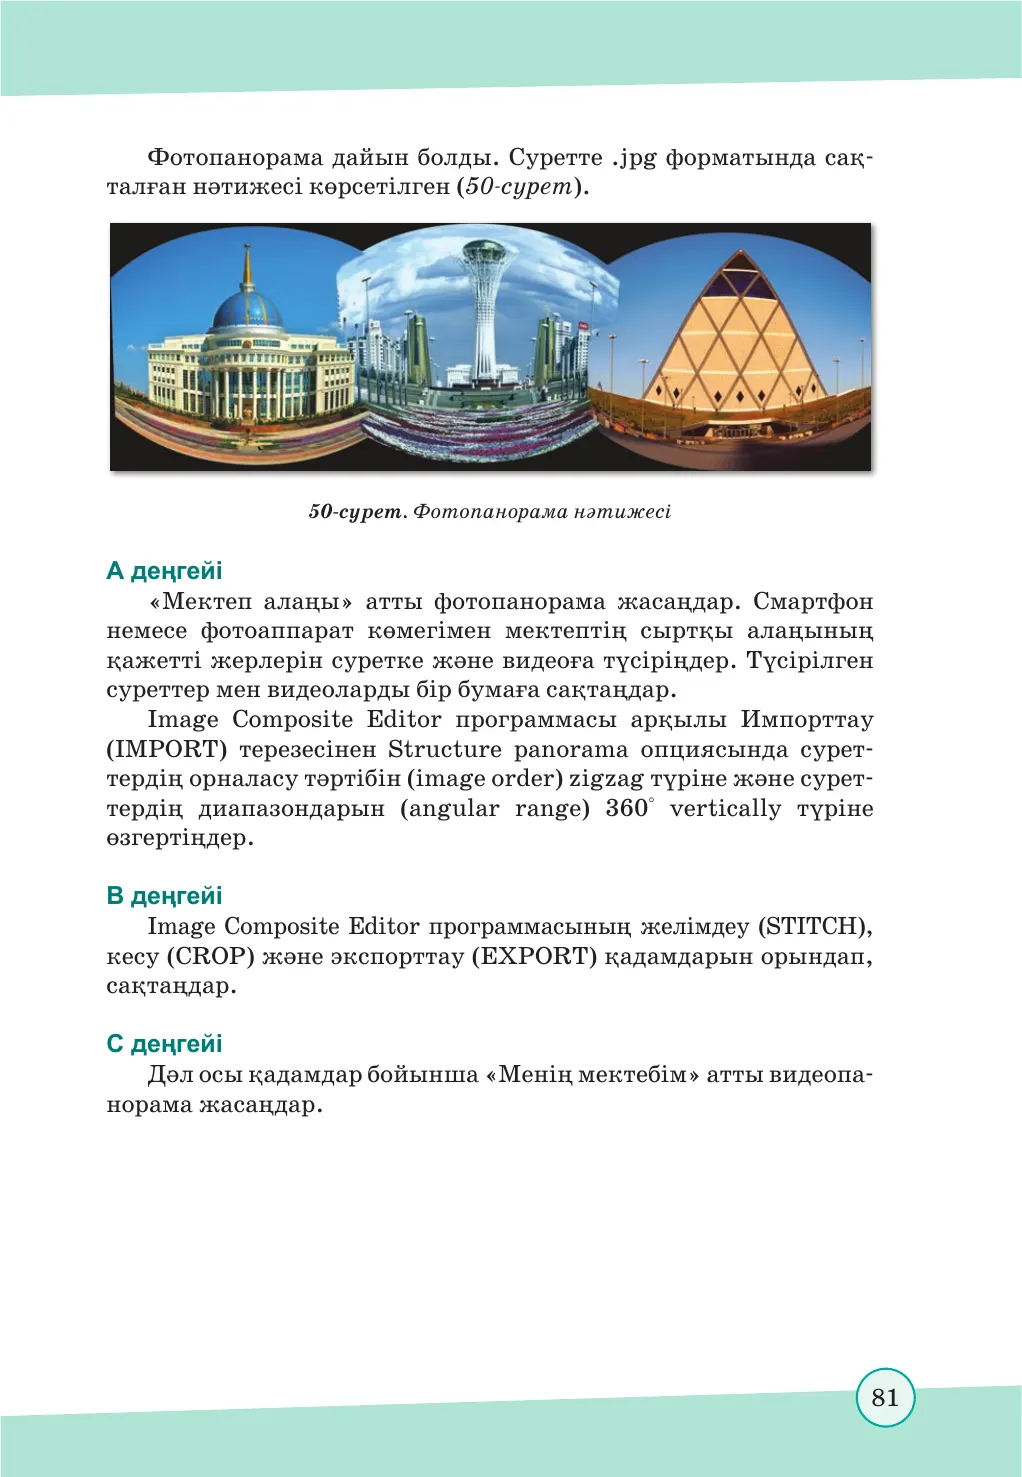 Фотопанорама дайын болды. Суретте .jpg форматында сақ-
талған нәтижесі көрсетілген (50-сурет).
50-сурет. Фотопанорама нәтижесі
А деңгейі
«Мектеп алаңы» атты фотопанорама жасаңдар. Смартфон
немесе фотоаппарат көмегімен мектептің сыртқы алаңының
қажетті жерлерін суретке және видеоға түсіріңдер. Түсірілген
суреттер мен видеоларды бір бумаға сақтаңдар.
Image Composite Editor программасы арқылы Импорттау
(IMPORT) терезесінен Structure panorama опциясында сурет-
тердің орналасу тәртібін (image order) zigzag түріне және сурет-
тердің диапазондарын (angular range) 360° vertically түріне
өзгертіңдер.
В деңгейі
Image Composite Editor программасының желімдеу (STITCH),
кесу (CROP) және экспорттау (EXPORT) қадамдарын орындап,
сақтаңдар.
С деңгейі
Дәл осы қадамдар бойынша «Менің мектебім» атты видеопа-
норама жасаңдар.
81